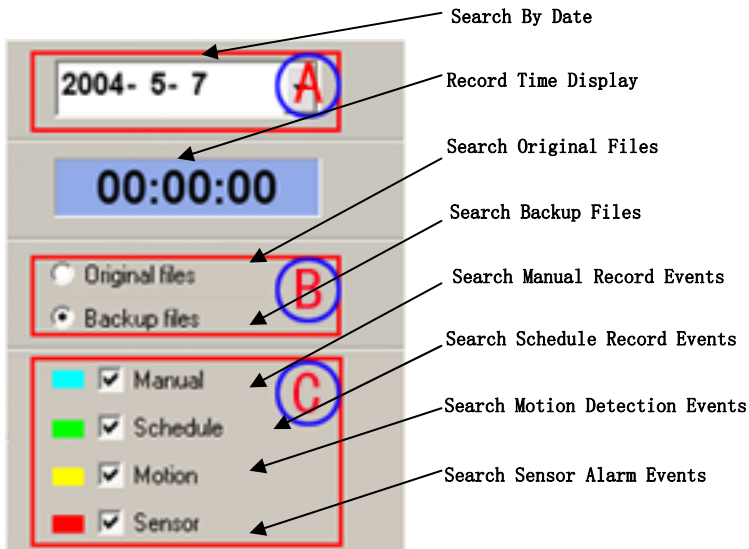 Search By Date
2004- 5- 7
A
Record Time Display
00:00:00
Search Original Files
Original files
B
Search Backup Files
Backup files
Search Manual Record Events
Manual
C
Search Schedule Record Events
Schedule
Search Motion Detection Events
Motion
Search Sensor Alarm Events
Sensor